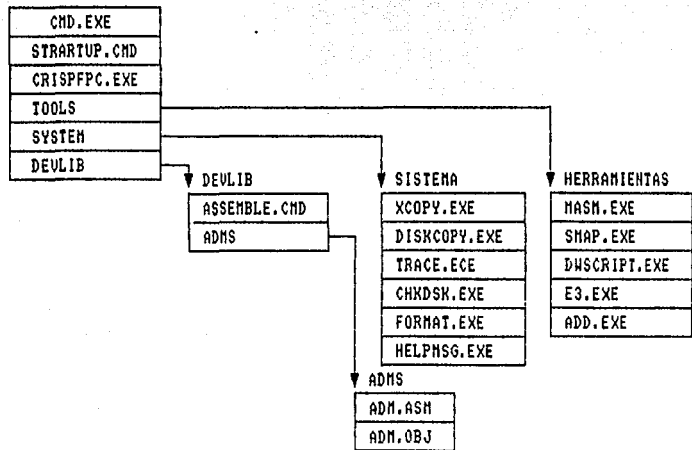 CMD.EXE
STRARTUP.CMD
CRISPFPC.EXE
TOOLS
SYSTEM
DEVLIB
DEVLIB
ASSEMBLE.CMD
ADMS
SISTEMA
XCOPY.EXE
DISKCOPY.EXE
TRACE.ECE
CHKDSK.EXE
FORMAT.EXE
HELPMSG.EXE
HERRAMIENTAS
MASM.EXE
SMAP.EXE
DWSCRIPT.EXE
E3.EXE
ADD.EXE
ADMS
ADM.ASM
ADM.OBJ